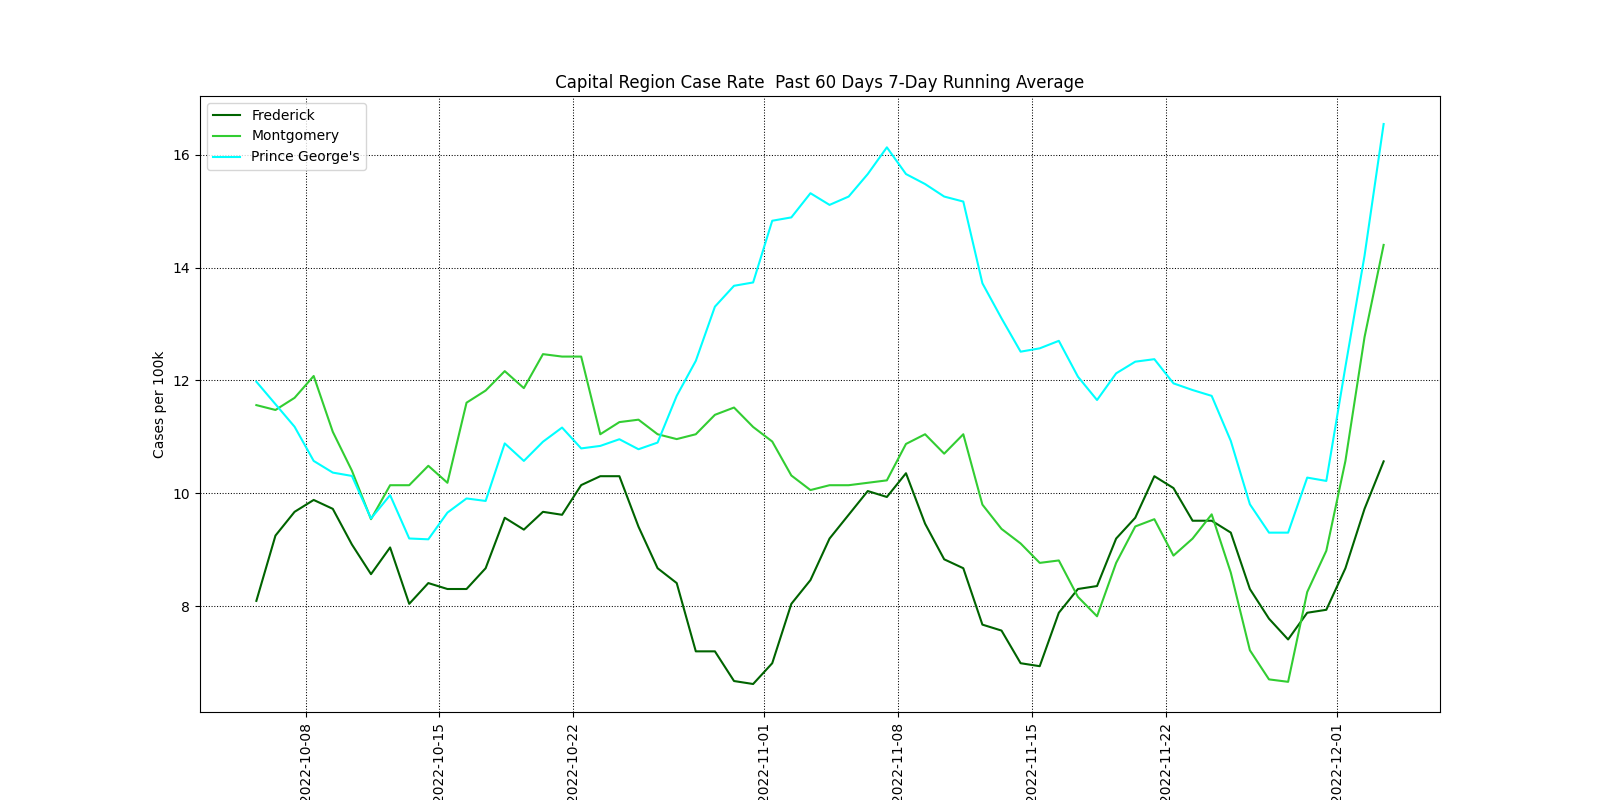 Capital Region Case Rate  Past 60 Days 7-Day Running Average
Frederick
Montgomery
Prince George's
Cases per 100k
16
14
12
10
8
2022-10-08
2022-10-15
2022-10-22
2022-11-01
2022-11-08
2022-11-15
2022-11-22
2022-12-01